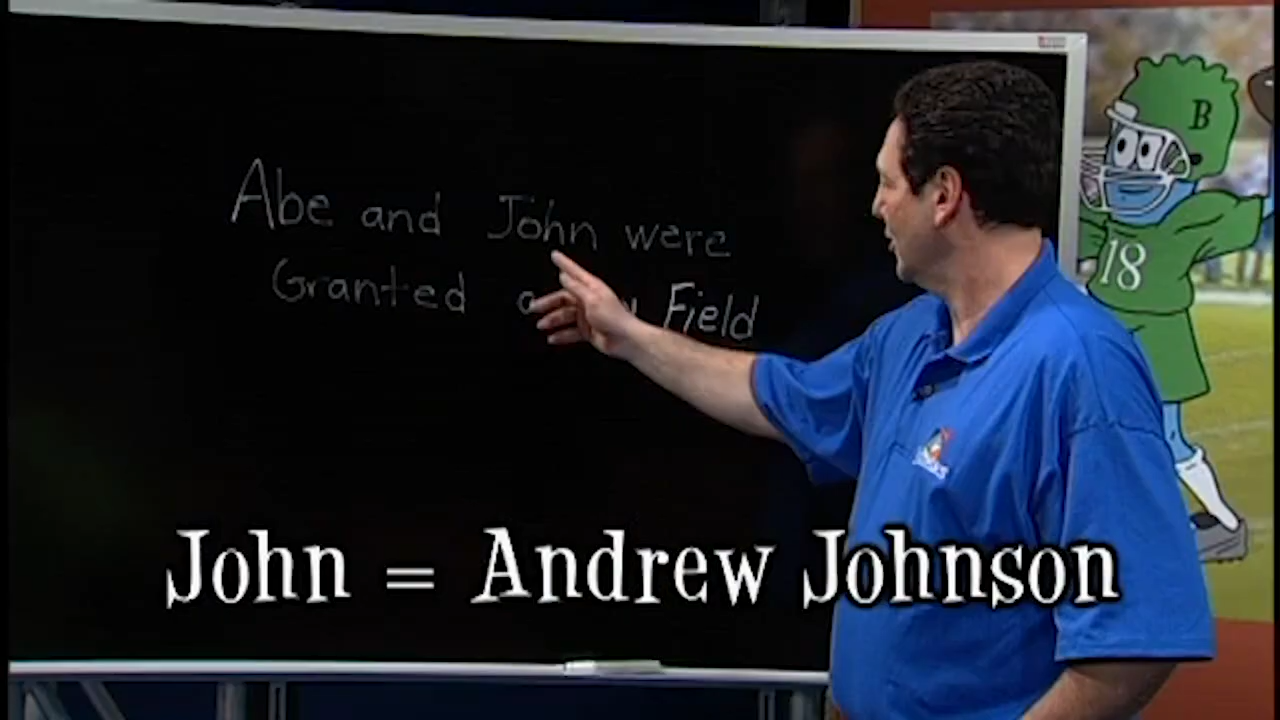 Abe and John were
Granted Field
John = Andrew Johnson
B
18